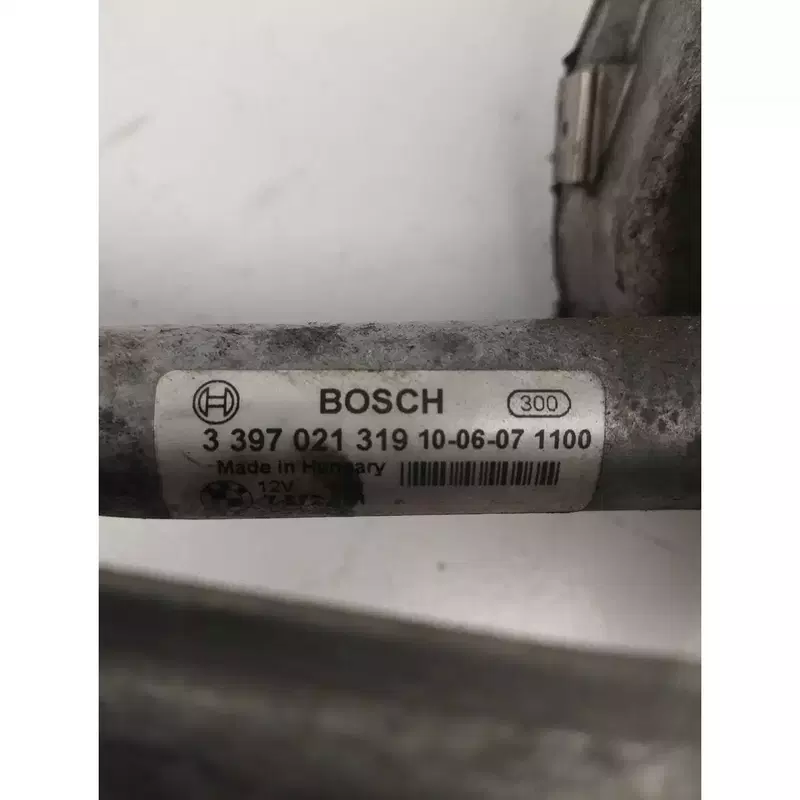 BOSCH 300
3 397 021 319 10-06-07 1100
Made in Hungary
12V